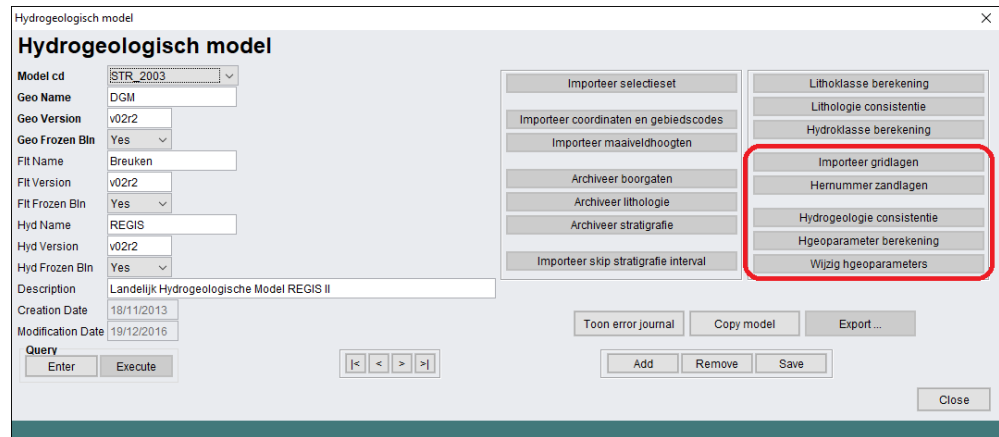 Hydrogeologisch model
Hydrogeologisch model
Model cd STR_2003
Geo Name DGM
Geo Version v02r2
Geo Frozen Bln Yes
Flt Name Breuken
Flt Version v02r2
Flt Frozen Bln Yes
Hyd Name REGIS
Hyd Version v02r2
Hyd Frozen Bln Yes
Description Landelijk Hydrogeologische Model REGIS II
Creation Date 18/11/2013
Modification Date 19/12/2016
Query
Enter Execute
|< < > >|
Importeer selectieset
Importeer coordinaten en gebiedscodes
Importeer maaiveldhoogten
Archiveer boorgaten
Archiveer lithologie
Archiveer stratigrafie
Importeer skip stratigrafie interval
Lithoklasse berekening
Lithologie consistentie
Hydroklasse berekening
Importeer gridlagen
Hernummer zandlagen
Hydrogeologie consistentie
Hgeoparameter berekening
Wijzig hgeoparameters
Toon error journal Copy model Export ...
Add Remove Save
Close